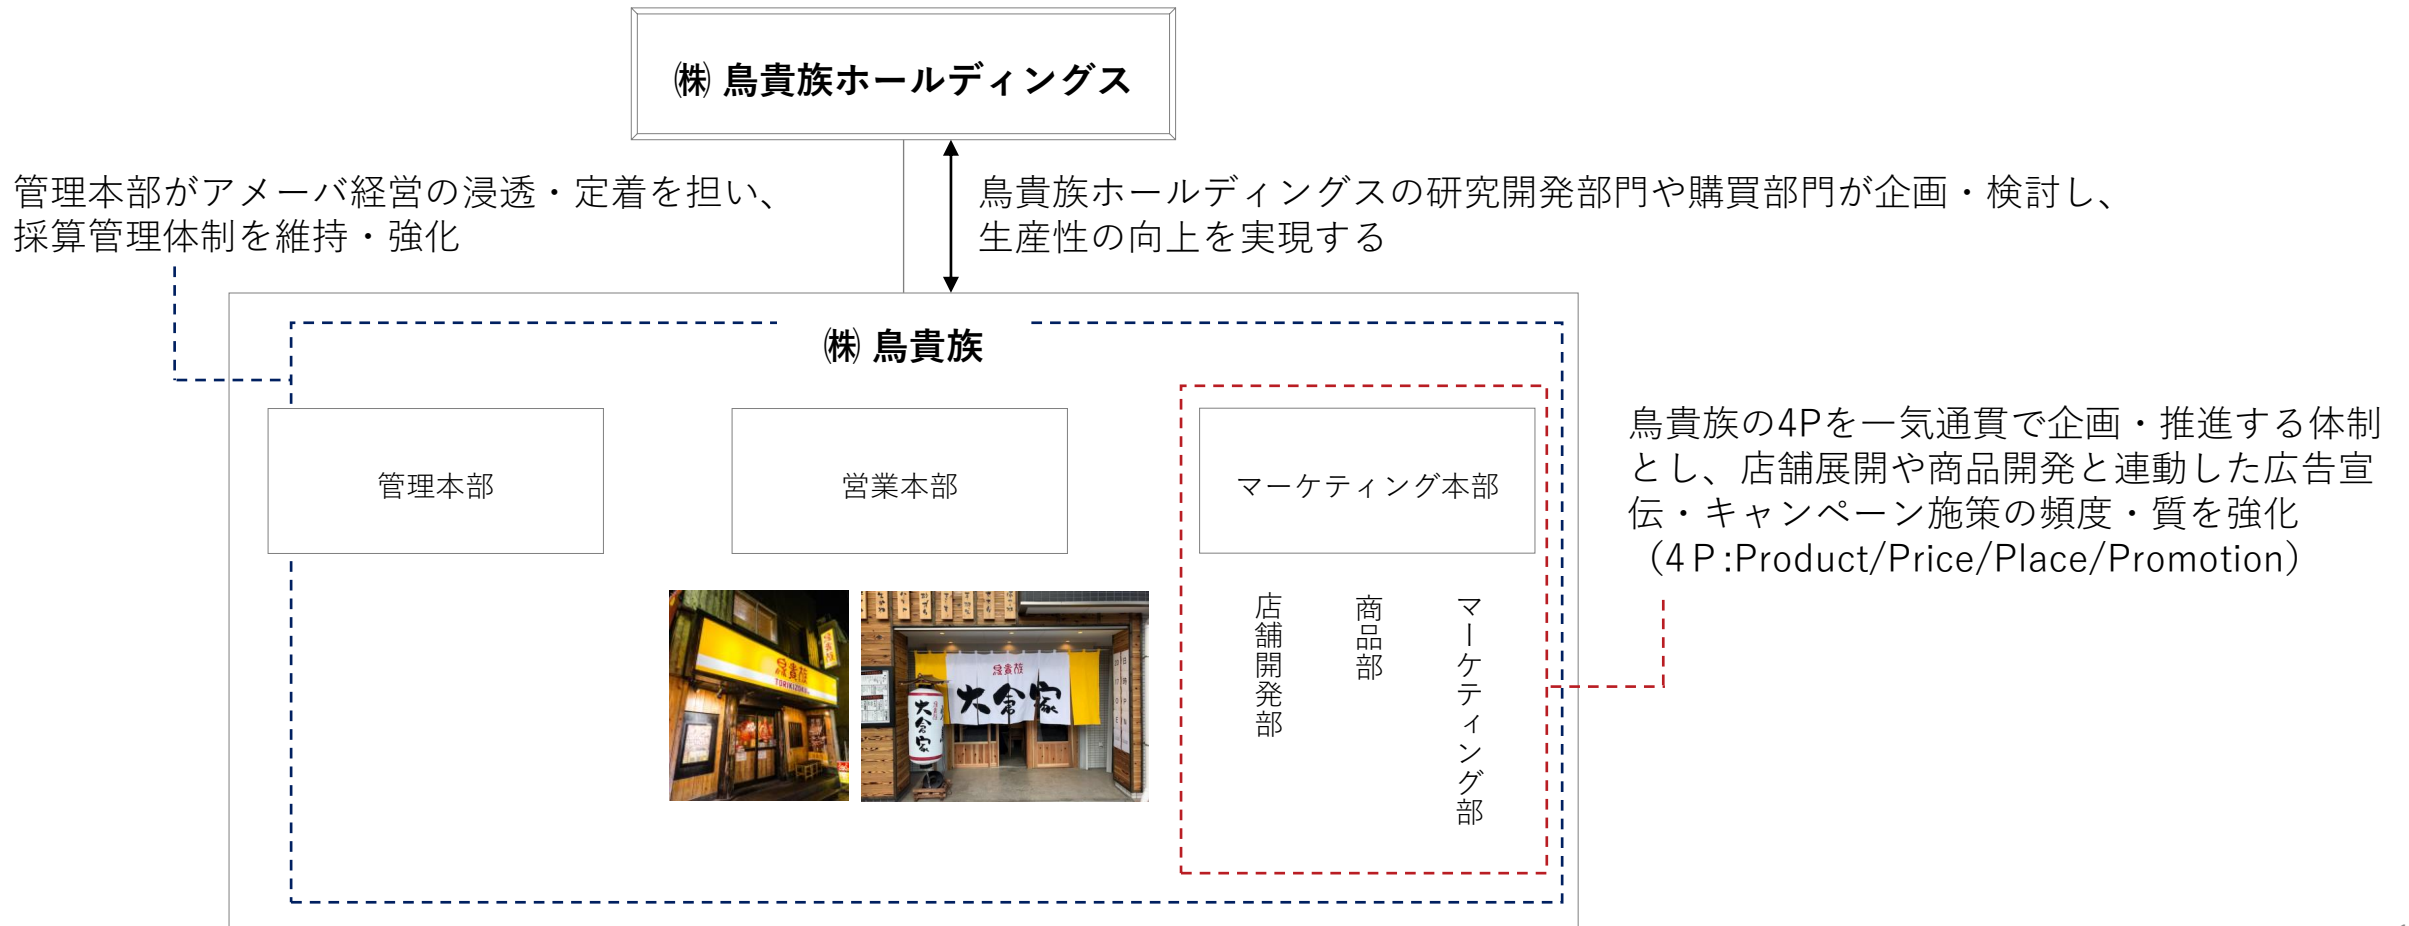 ㈱ 鳥貴族ホールディングス
管理本部がアメーバ経営の浸透・定着を担い、
採算管理体制を維持・強化
鳥貴族ホールディングスの研究開発部門や購買部門が企画・検討し、
生産性の向上を実現する
㈱ 鳥貴族
管理本部
営業本部
マーケティング本部
鳥貴族の4Pを一気通貫で企画・推進する体制
とし、店舗展開や商品開発と連動した広告宣
伝・キャンペーン施策の頻度・質を強化
（4Ｐ:Product/Price/Place/Promotion）
店舗開発部
商品部
マーケティング部
鳥貴族
TORIKIZOKU
鳥貴族
大倉家
大倉家